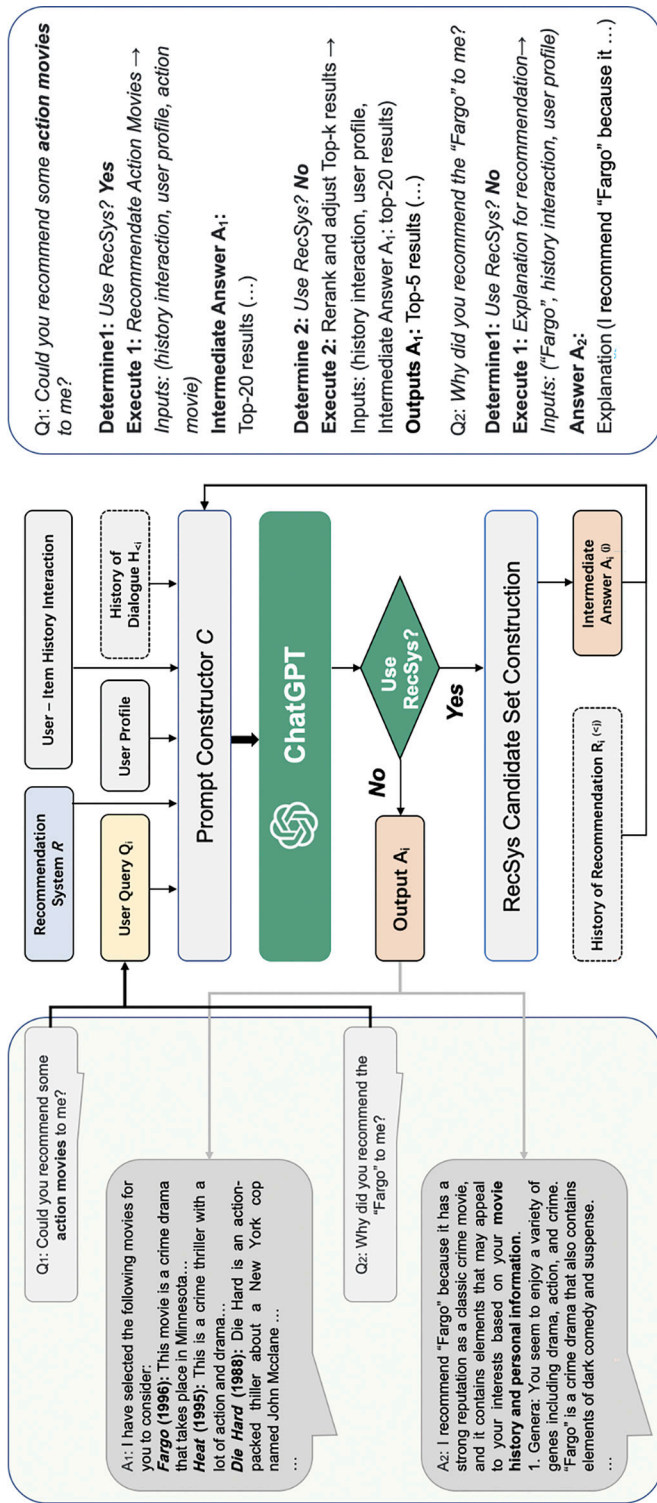 Q1: Could you recommend some
action movies to me?
A1: I have selected the following movies for
you to consider:
Fargo (1996): This movie is a crime drama
that takes place in Minnesota…
Heat (1995): This is a crime thriller with a
lot of action and drama…
Die Hard (1988): Die Hard is an action-
packed thriller about a New York cop
named John Mcclane …
…
Q2: Why did you recommend the
“Fargo” to me?
A2: I recommend “Fargo” because it has a
strong reputation as a classic crime movie,
and it contains elements that may appeal
to your interests based on your movie
history and personal information.
1. Genera: You seem to enjoy a variety of
genes including drama, action, and crime.
“Fargo” is a crime drama that also contains
elements of dark comedy and suspense.
…
Recommendation
System R
User – Item History Interaction
User Query Qi
User Profile
History of
Dialogue H<i
Prompt Constructor C
ChatGPT
Use
RecSys?
No
Yes
Output Ai
RecSys Candidate Set Construction
History of Recommendation Ri (<j)
Intermediate
Answer Ai (j)
Q1: Could you recommend some action movies
to me?
Determine1: Use RecSys? Yes
Execute 1: Recommendate Action Movies →
Inputs: (history interaction, user profile, action
movie)
Intermediate Answer A1:
Top-20 results (…)
Determine 2: Use RecSys? No
Execute 2: Rerank and adjust Top-k results →
Inputs: (history interaction, user profile,
Intermediate Answer A1: top-20 results)
Outputs A1: Top-5 results (…)
Q2: Why did you recommend the “Fargo” to me?
Determine1: Use RecSys? No
Execute 1: Explanation for recommendation→
Inputs: (“Fargo”, history interaction, user profile)
Answer A2:
Explanation (I recommend “Fargo” because it …)